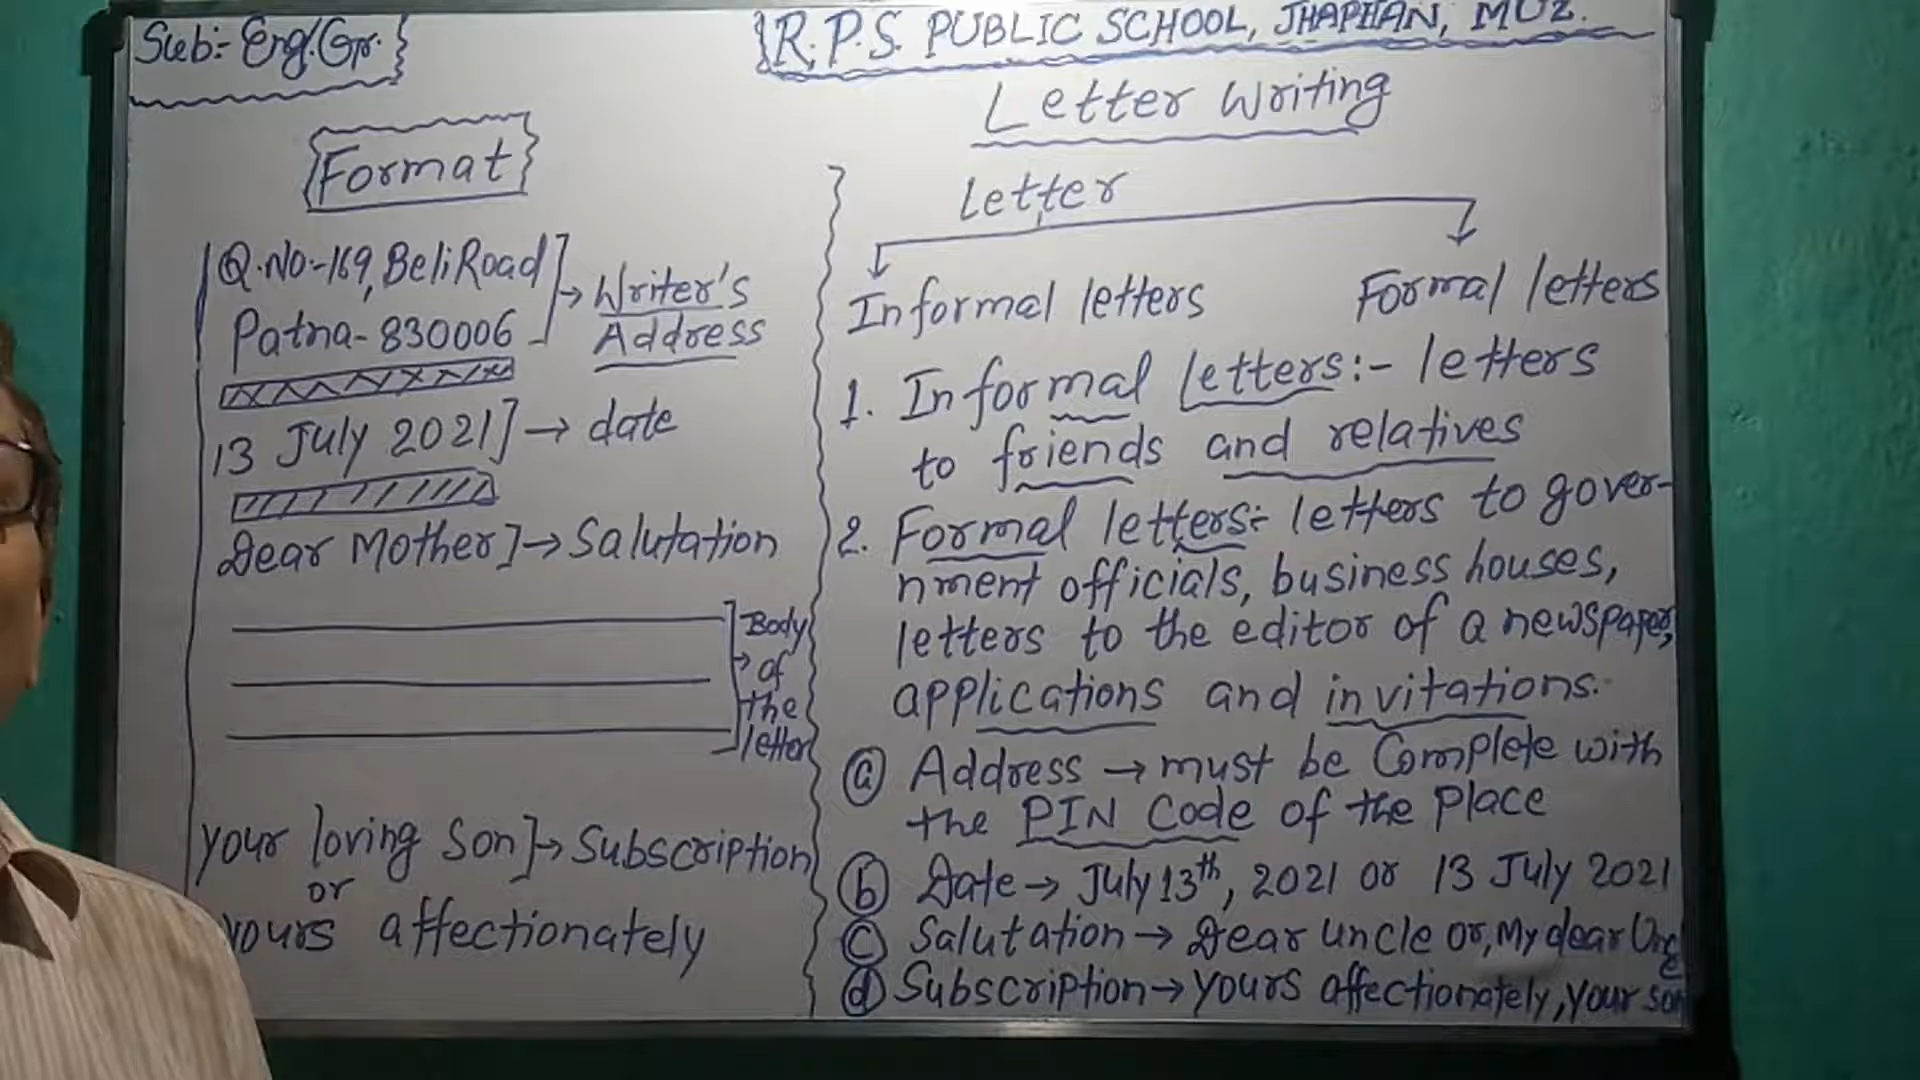 Sub:- Eng.Gr.
R.P.S. PUBLIC SCHOOL, JHAPHAN, MUZ.
Letter Writing
Format
Q.No:-169, Beli Road
Patna-830006
→ Writer's
Address
13 July 2021] → date
Dear Mother] → Salutation
Body
→ of
the
letter
Your loving son] → Subscription
or
Yours affectionately
Letter
Informal letters Formal letters
1. Informal letters:- letters
to friends and relatives
2. Formal letters:- letters to gover-
nment officials, business houses,
letters to the editor of a newspaper,
applications and invitations.
(a) Address → must be Complete with
the PIN Code of the Place
(b) Date → July 13th, 2021 or 13 July 2021
(c) Salutation → Dear Uncle or, My dear Uncle
(d) Subscription → Yours affectionately, Your son